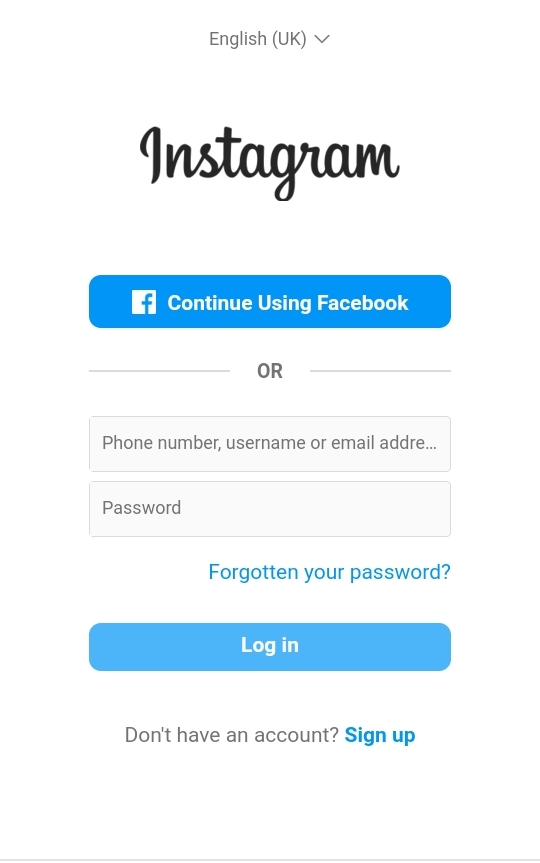 English (UK)
Instagram
Continue Using Facebook
OR
Phone number, username or email addre...
Password
Forgotten your password?
Log in
Don't have an account? Sign up